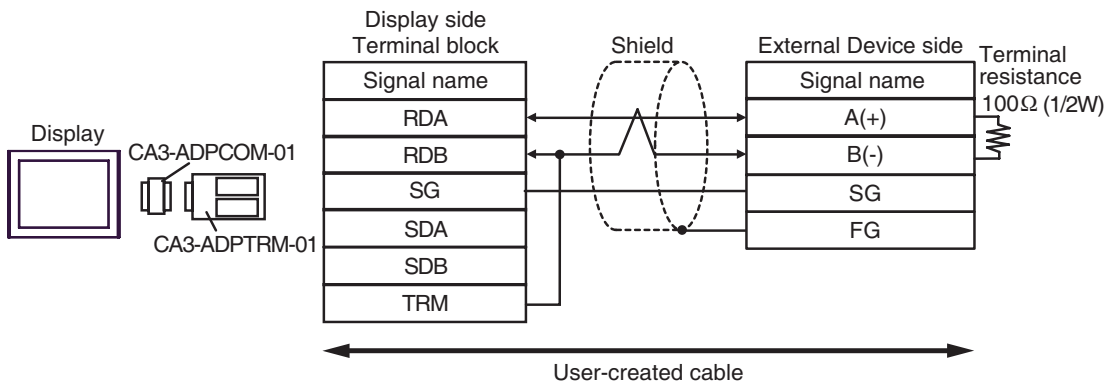 Display side
Terminal block
Shield
External Device side
Terminal
resistance
100Ω (1/2W)
Signal name
Signal name
RDA
A(+)
Display
CA3-ADPCOM-01
RDB
B(-)
SG
SG
CA3-ADPTRM-01
SDA
FG
SDB
TRM
User-created cable